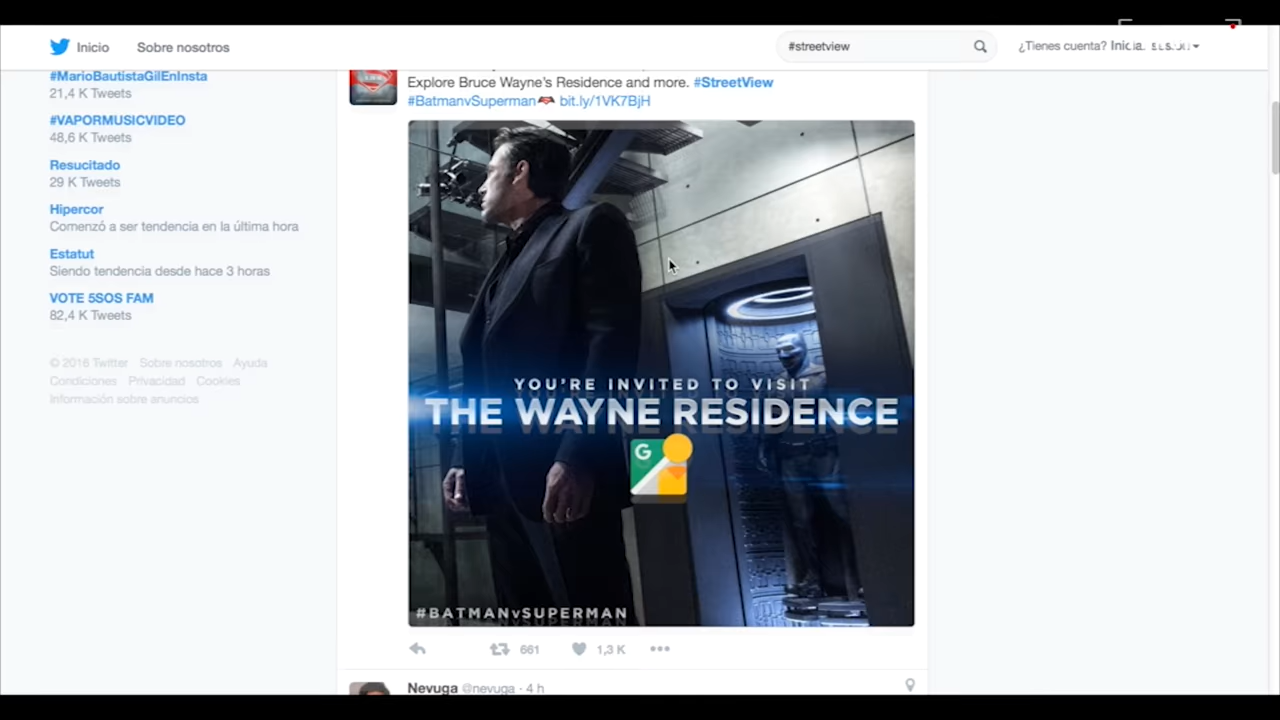 Inicio
Sobre nosotros
#streetview
¿Tienes cuenta?
#MarioBautistaGilEnInsta
21,4 K Tweets
#VAPORMUSICVIDEO
48,6 K Tweets
Resucitado
29 K Tweets
Hipercor
Comenzó a ser tendencia en la última hora
Estatut
Siendo tendencia desde hace 3 horas
VOTE 5SOS FAM
82,4 K Tweets
© 2016 Twitter Sobre nosotros Ayuda
Condiciones Privacidad Cookies
Información sobre anuncios
Explore Bruce Wayne's Residence and more. #StreetView
#BatmanvSuperman bit.ly/1VK7BjH
YOU'RE INVITED TO VISIT
THE WAYNE RESIDENCE
G
#BATMANvSUPERMAN
661
1,3 K
Nevuga @nevuga · 4 h